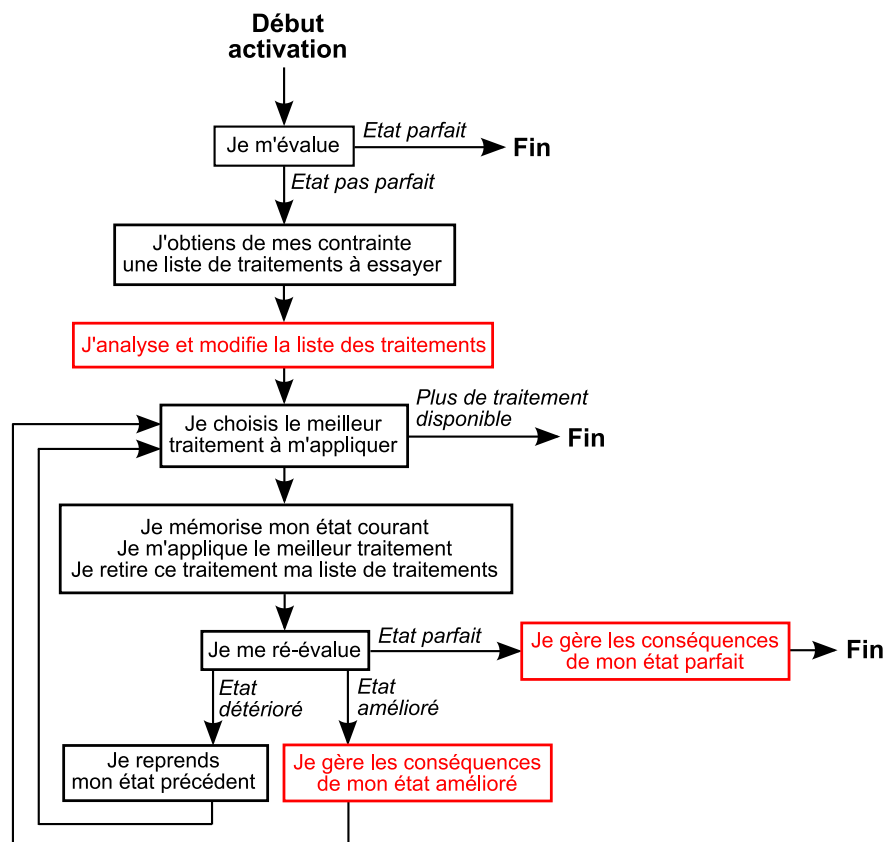 Début
activation
Je m'évalue
Etat parfait
Fin
Etat pas parfait
J'obtiens de mes contrainte
une liste de traitements à essayer
J'analyse et modifie la liste des traitements
Je choisis le meilleur
traitement à m'appliquer
Plus de traitement
disponible
Fin
Je mémorise mon état courant
Je m'applique le meilleur traitement
Je retire ce traitement ma liste de traitements
Je me ré-évalue
Etat parfait
Je gère les conséquences
de mon état parfait
Fin
Etat
détérioré
Etat
amélioré
Je reprends
mon état précédent
Je gère les conséquences
de mon état amélioré